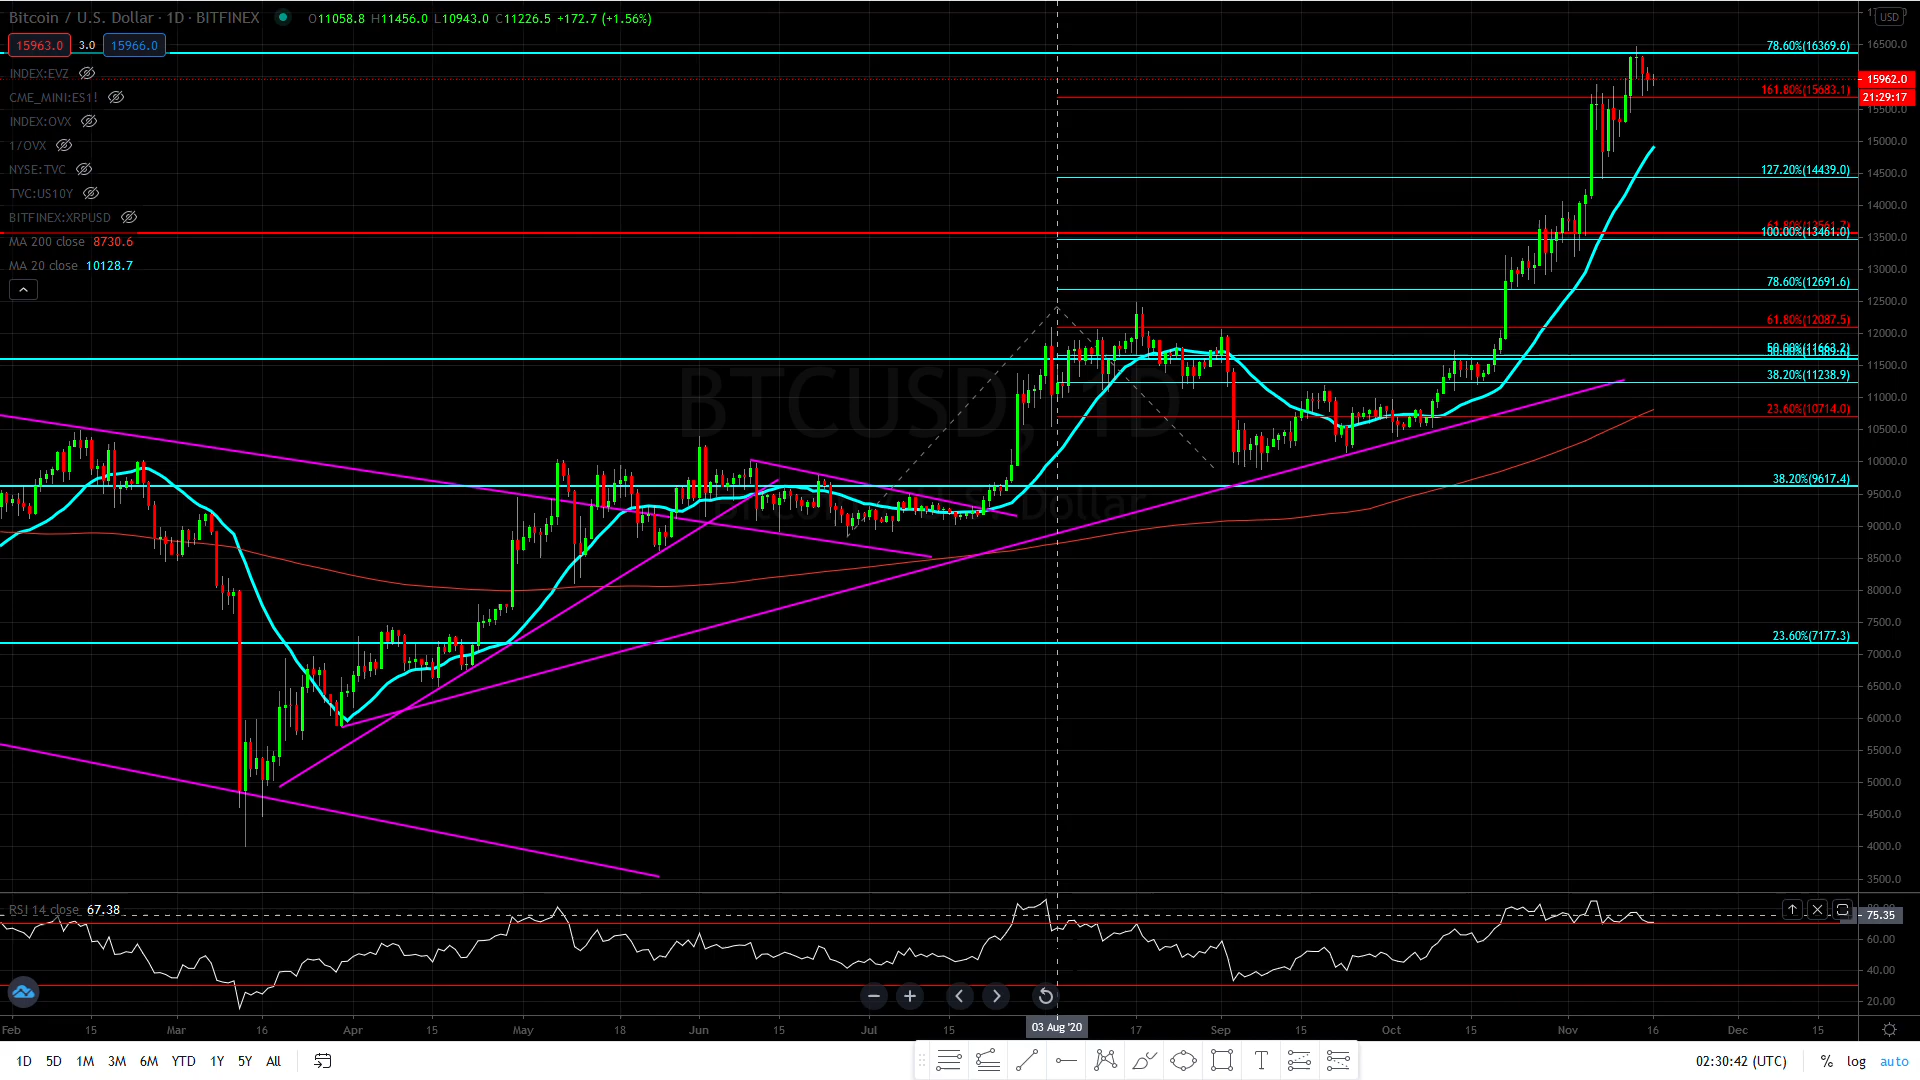 Bitcoin / U.S. Dollar · 1D · BITFINEX O11058.8 H11456.0 L10943.0 C11226.5 +172.7 (+1.56%)
USD
15963.0 3.0 15966.0
INDEX:EVZ
CME_MINI:ES1!
INDEX:OVX
1/OVX
NYSE:TVC
TVC:US10Y
BITFINEX:XRPUSD
MA 200 close 8730.6
MA 20 close 10128.7
BTCUSD, 1D
Dollar
78.60%(16369.6)
161.80%(15683.1)
127.20%(14439.0)
100.00%(13461.0)
78.60%(12691.6)
61.80%(12087.5)
38.20%(11238.9)
23.60%(10714.0)
38.20%(9617.4)
23.60%(7177.3)
16500.0
15962.0
21:29:17
15500.0
15000.0
14500.0
14000.0
13500.0
13000.0
12500.0
12000.0
11500.0
11000.0
10500.0
10000.0
9500.0
9000.0
8500.0
8000.0
7500.0
7000.0
6500.0
6000.0
5500.0
5000.0
4500.0
4000.0
3500.0
RSI 14 close 67.38
75.35
60.00
40.00
20.00
Feb 15 Mar 16 Apr 15 May 18 Jun 15 Jul 15 03 Aug '20 17 Sep 15 Oct 15 Nov 16 Dec 15
1D 5D 1M 3M 6M YTD 1Y 5Y All T 02:30:42 (UTC) % log auto